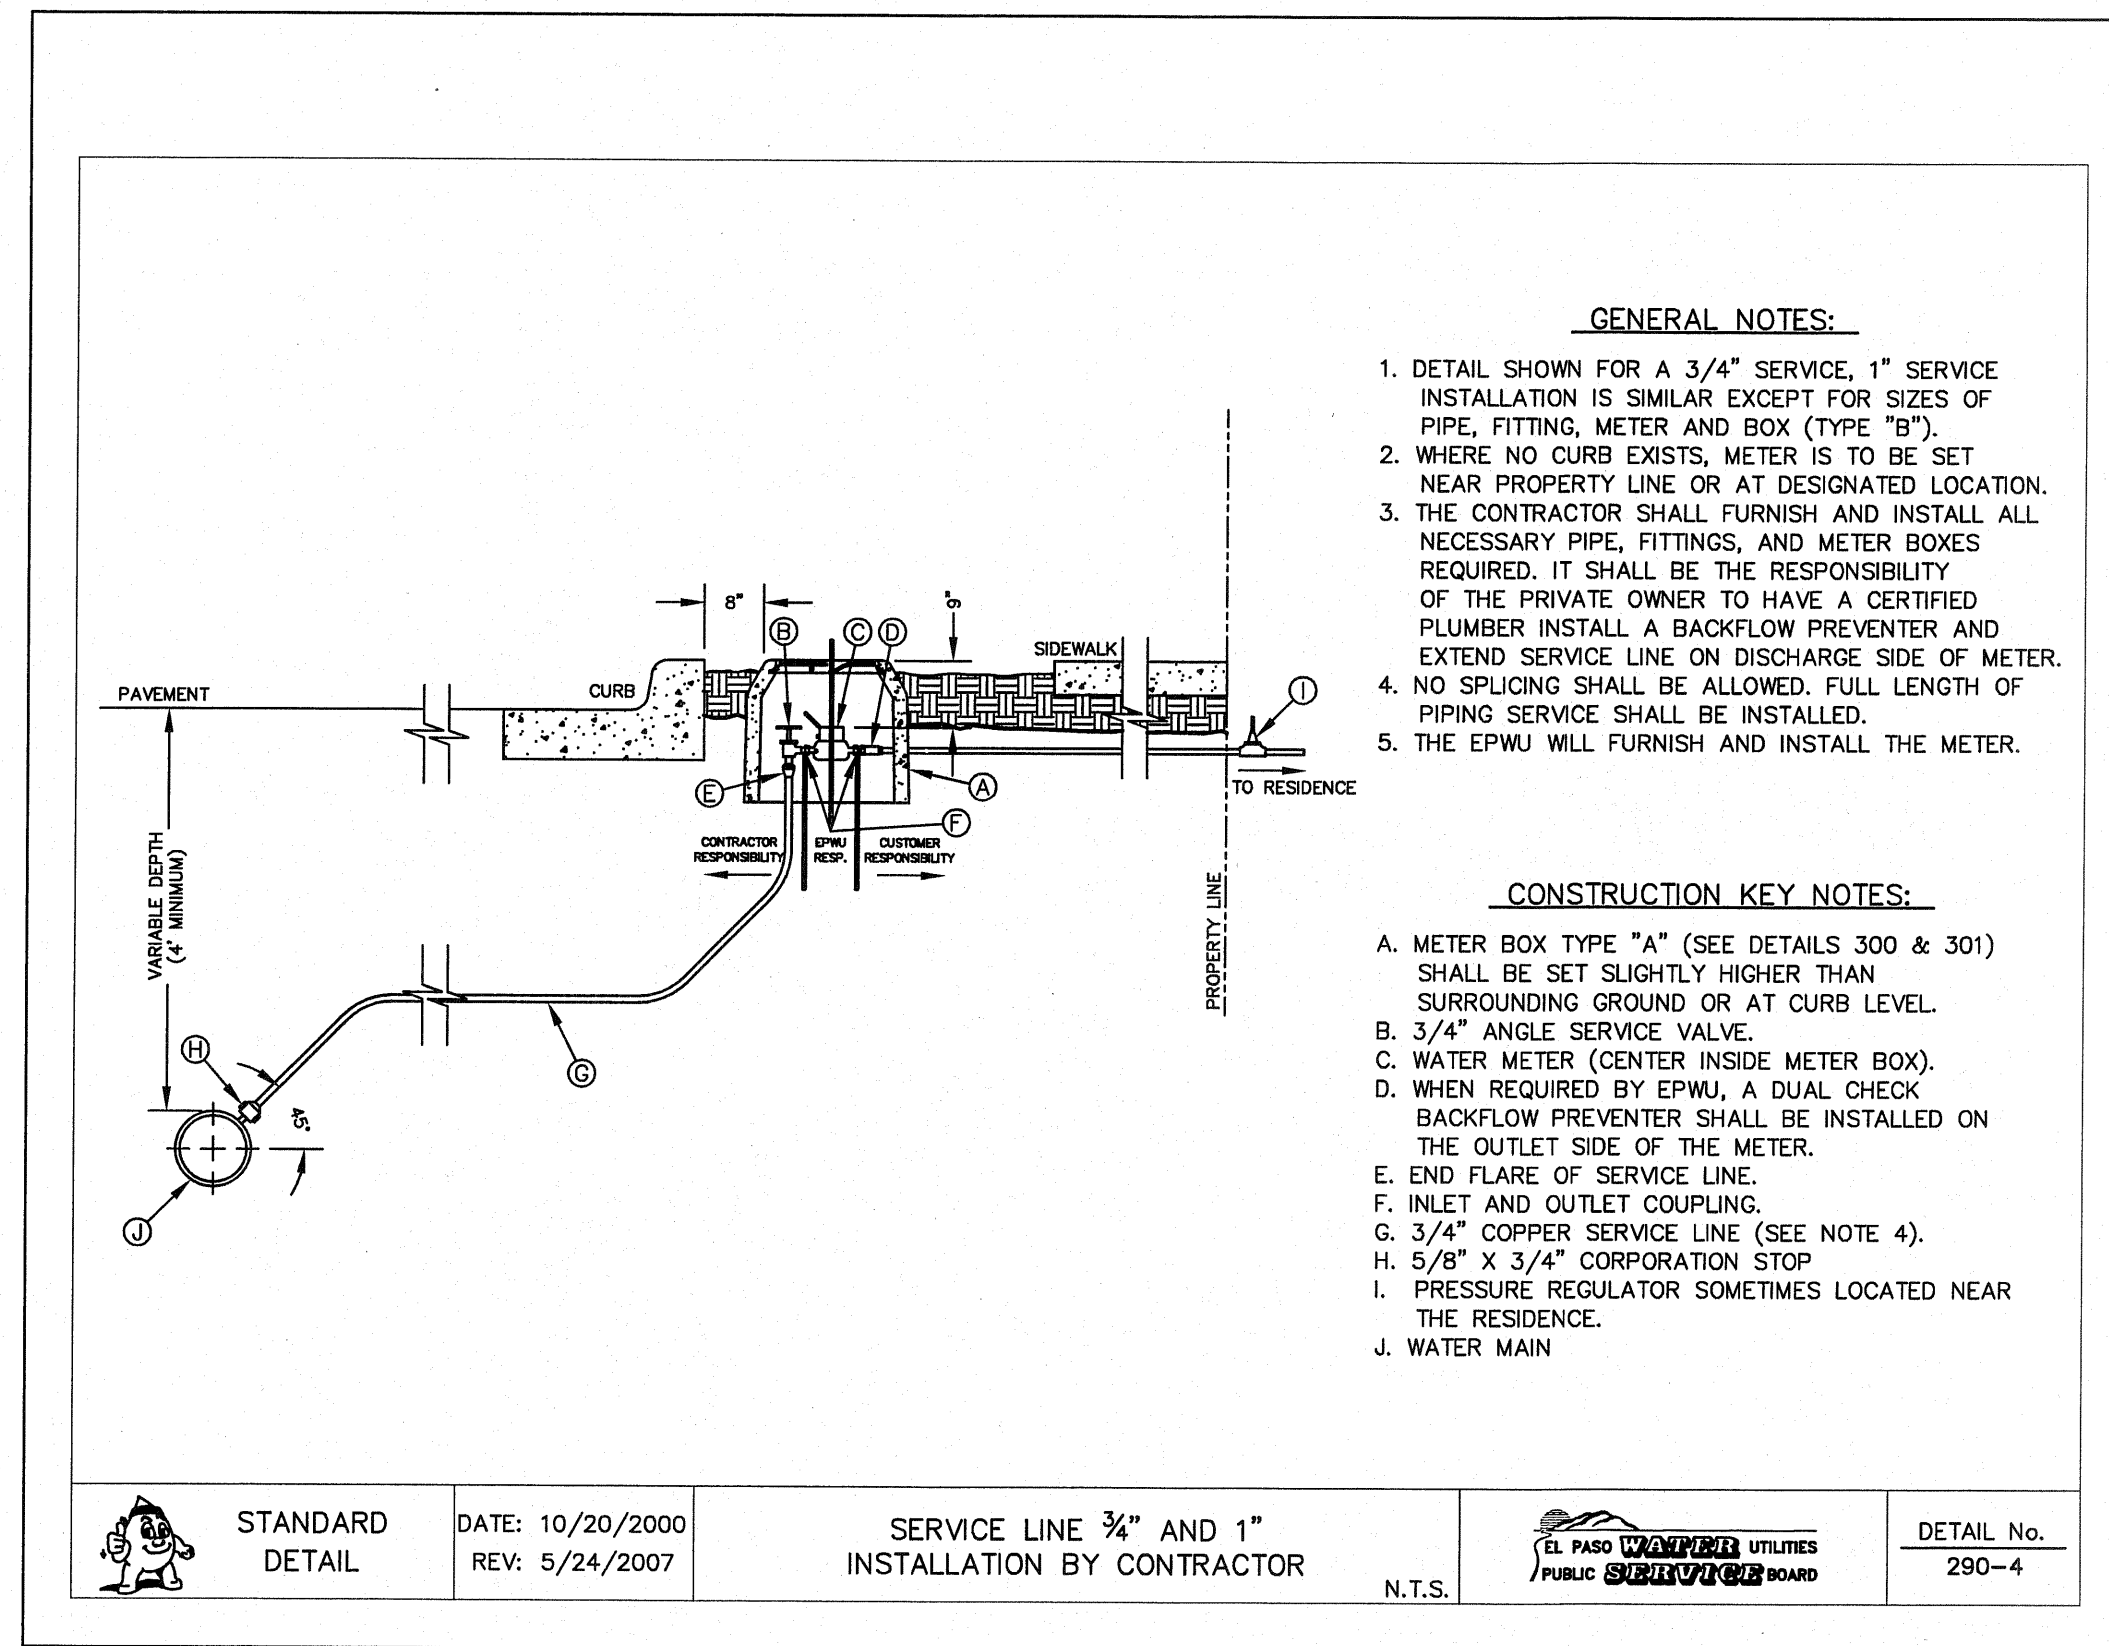 GENERAL NOTES:
1. DETAIL SHOWN FOR A 3/4" SERVICE, 1" SERVICE
INSTALLATION IS SIMILAR EXCEPT FOR SIZES OF
PIPE, FITTING, METER AND BOX (TYPE "B").
2. WHERE NO CURB EXISTS, METER IS TO BE SET
NEAR PROPERTY LINE OR AT DESIGNATED LOCATION.
3. THE CONTRACTOR SHALL FURNISH AND INSTALL ALL
NECESSARY PIPE, FITTINGS, AND METER BOXES
REQUIRED. IT SHALL BE THE RESPONSIBILITY
OF THE PRIVATE OWNER TO HAVE A CERTIFIED
PLUMBER INSTALL A BACKFLOW PREVENTER AND
EXTEND SERVICE LINE ON DISCHARGE SIDE OF METER.
4. NO SPLICING SHALL BE ALLOWED. FULL LENGTH OF
PIPING SERVICE SHALL BE INSTALLED.
5. THE EPWU WILL FURNISH AND INSTALL THE METER.
8"
9"
B
C
D
SIDEWALK
PAVEMENT
CURB
I
E
A
TO RESIDENCE
F
CONTRACTOR
RESPONSIBILITY
EPWU
RESP.
CUSTOMER
RESPONSIBILITY
VARIABLE DEPTH
(4' MINIMUM)
PROPERTY LINE
H
G
45°
J
CONSTRUCTION KEY NOTES:
A. METER BOX TYPE "A" (SEE DETAILS 300 & 301)
SHALL BE SET SLIGHTLY HIGHER THAN
SURROUNDING GROUND OR AT CURB LEVEL.
B. 3/4" ANGLE SERVICE VALVE.
C. WATER METER (CENTER INSIDE METER BOX).
D. WHEN REQUIRED BY EPWU, A DUAL CHECK
BACKFLOW PREVENTER SHALL BE INSTALLED ON
THE OUTLET SIDE OF THE METER.
E. END FLARE OF SERVICE LINE.
F. INLET AND OUTLET COUPLING.
G. 3/4" COPPER SERVICE LINE (SEE NOTE 4).
H. 5/8" X 3/4" CORPORATION STOP
I. PRESSURE REGULATOR SOMETIMES LOCATED NEAR
THE RESIDENCE.
J. WATER MAIN
STANDARD
DETAIL
DATE: 10/20/2000
REV: 5/24/2007
SERVICE LINE ¾" AND 1"
INSTALLATION BY CONTRACTOR
N.T.S.
EL PASO WATER UTILITIES
PUBLIC SERVICE BOARD
DETAIL No.
290-4